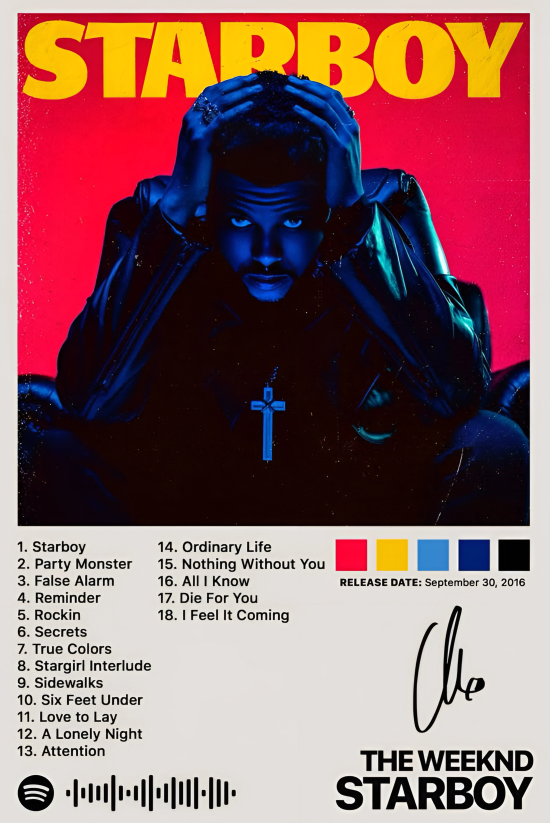 STARBOY
1. Starboy
2. Party Monster
3. False Alarm
4. Reminder
5. Rockin
6. Secrets
7. True Colors
8. Stargirl Interlude
9. Sidewalks
10. Six Feet Under
11. Love to Lay
12. A Lonely Night
13. Attention
14. Ordinary Life
15. Nothing Without You
16. All I Know
17. Die For You
18. I Feel It Coming
RELEASE DATE: September 30, 2016
THE WEEKND
STARBOY